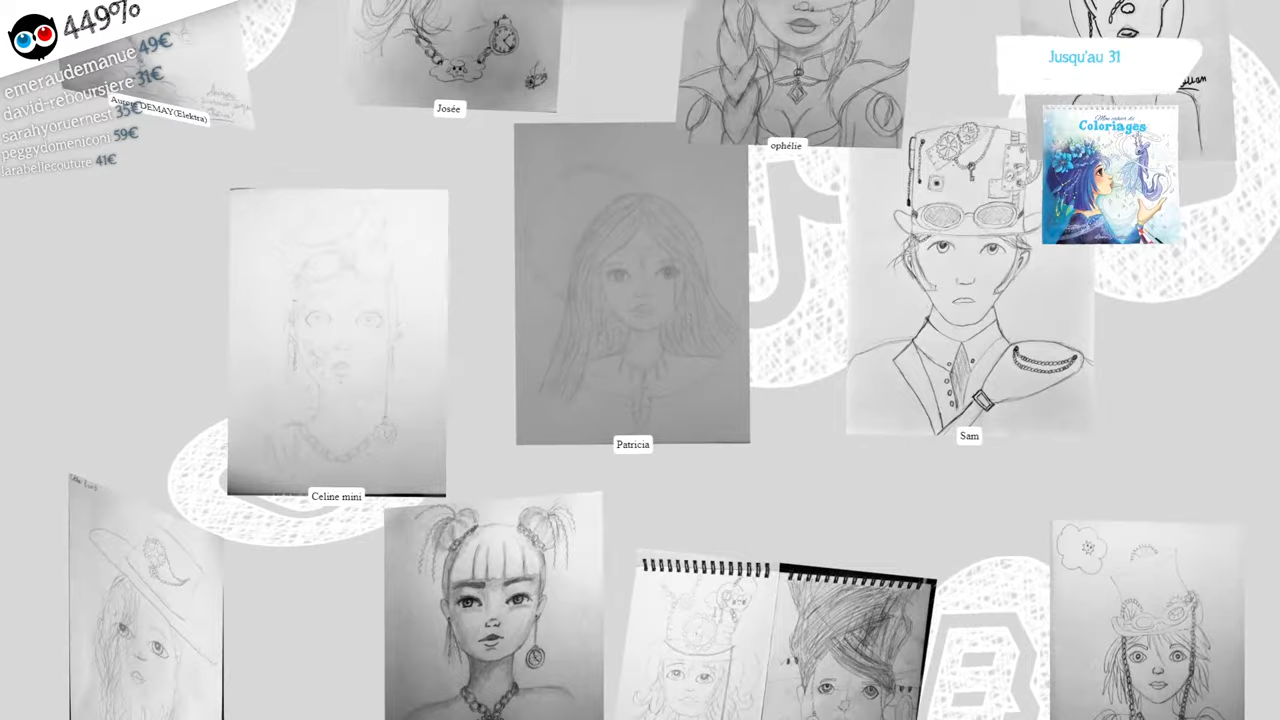 449%
emeraudemanue 49€
david-reboursiere 31€
sarahyoruernest 35€
peggydomeniconi 59€
larabellecouture 41€
Aurore DEMAY(Elektra)
Josée
ophélie
Jusqu'au 31
Mon cahier de
Coloriages
Patricia
Sam
Celine mini